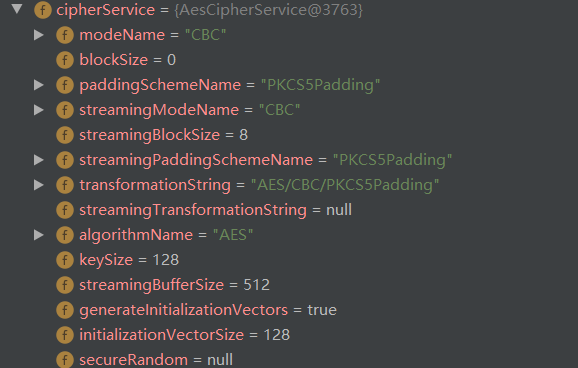 f cipherService = {AesCipherService@3763}
f modeName = "CBC"
f blockSize = 0
f paddingSchemeName = "PKCS5Padding"
f streamingModeName = "CBC"
f streamingBlockSize = 8
f streamingPaddingSchemeName = "PKCS5Padding"
f transformationString = "AES/CBC/PKCS5Padding"
f streamingTransformationString = null
f algorithmName = "AES"
f keySize = 128
f streamingBufferSize = 512
f generateInitializationVectors = true
f initializationVectorSize = 128
f secureRandom = null